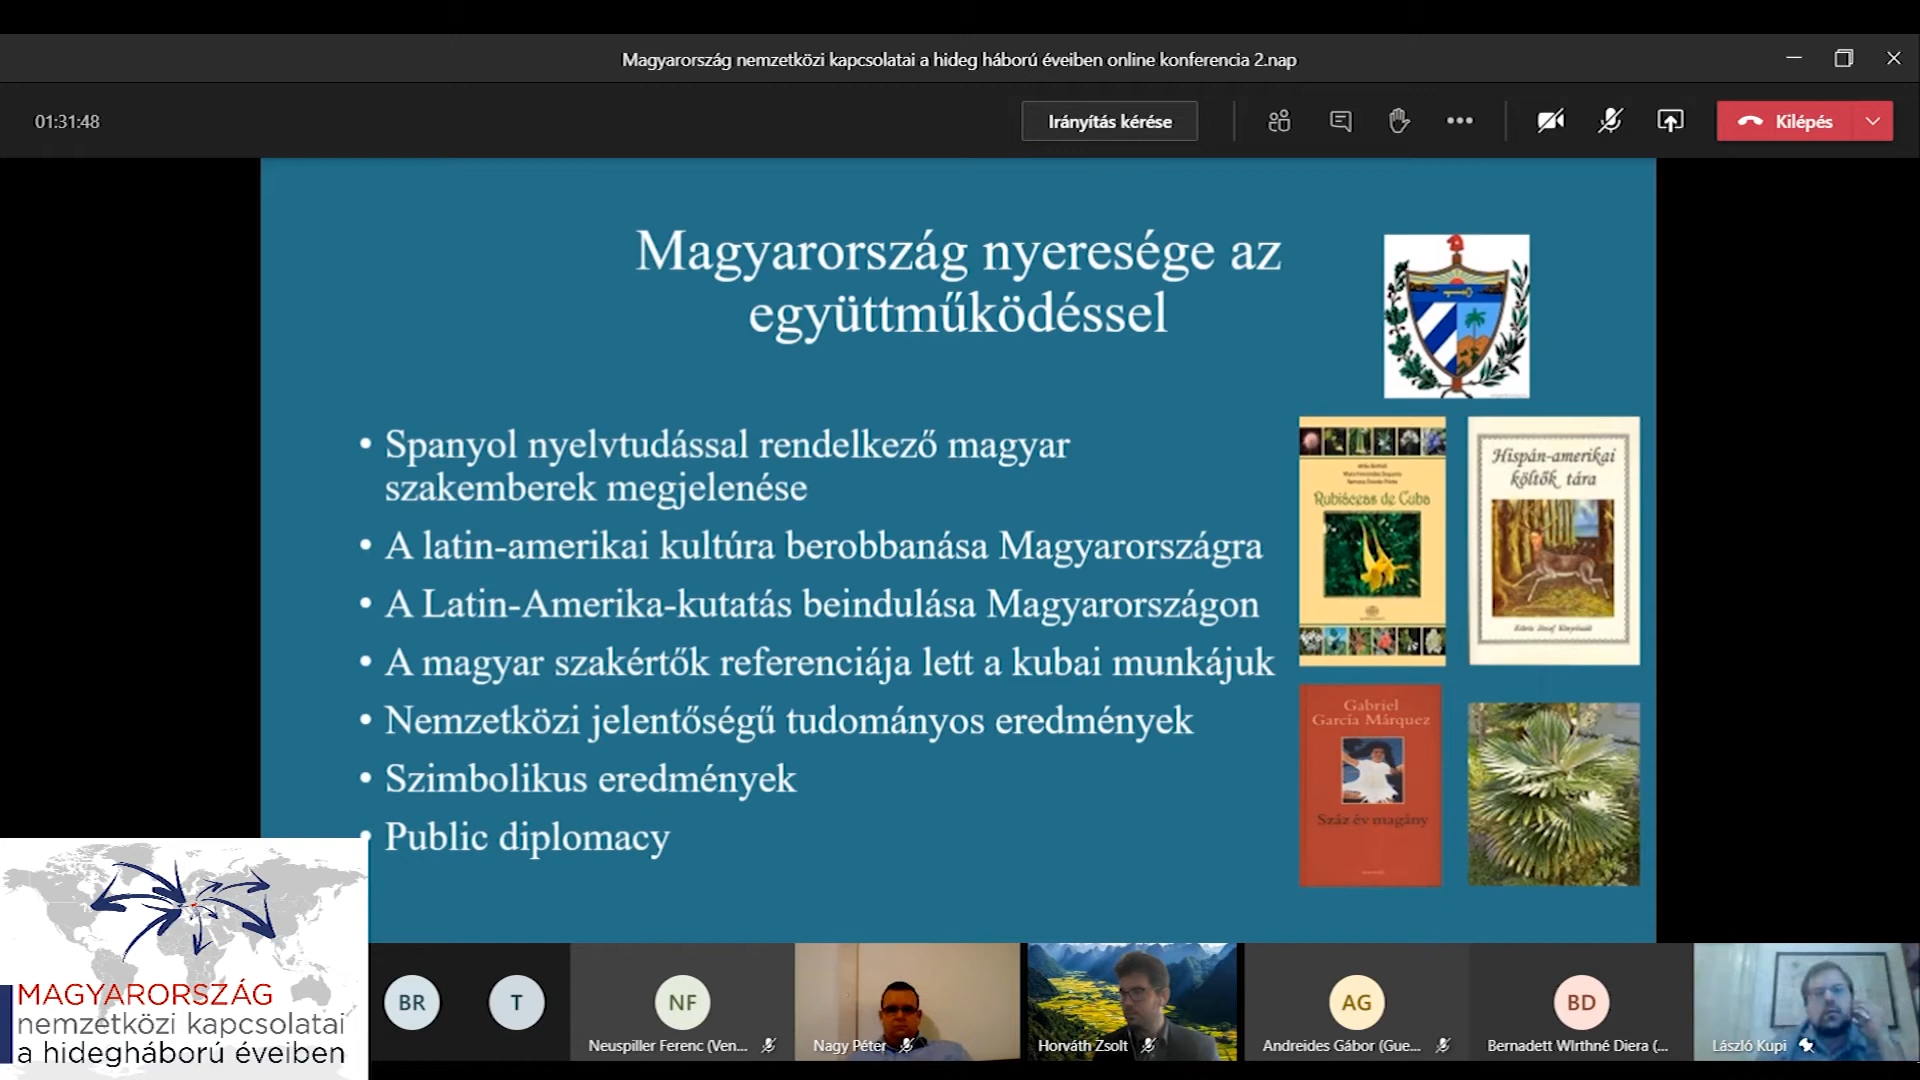 Magyarország nemzetközi kapcsolatai a hideg háború éveiben online konferencia 2.nap
01:31:48
Irányítás kérése
Kilépés
Magyarország nyeresége az
együttműködéssel
• Spanyol nyelvtudással rendelkező magyar
szakemberek megjelenése
• A latin-amerikai kultúra berobbanása Magyarországra
• A Latin-Amerika-kutatás beindulása Magyarországon
• A magyar szakértők referenciája lett a kubai munkájuk
• Nemzetközi jelentőségű tudományos eredmények
• Szimbolikus eredmények
• Public diplomacy
Rubiáceas de Cuba
Hispán-amerikai
költők tára
Gabriel
García Márquez
Száz év magány
MAGYARORSZÁG
nemzetközi kapcsolatai
a hidegháború éveiben
BR
T
NF
Neuspiller Ferenc (Ven...
Nagy Péter
Horváth Zsolt
AG
Andreides Gábor (Gue...
BD
Bernadett WIrthné Diera (...
László Kupi